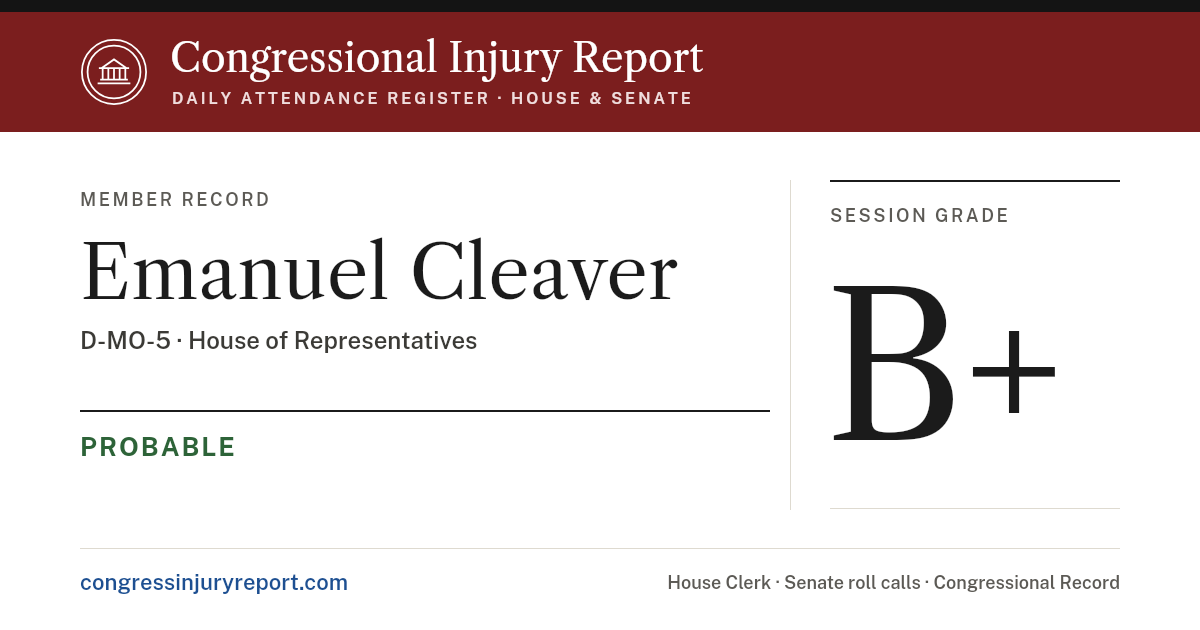 Congressional Injury Report
DAILY ATTENDANCE REGISTER · HOUSE & SENATE
MEMBER RECORD
Emanuel Cleaver
D-MO-5 · House of Representatives
PROBABLE
SESSION GRADE
B+
congressinjuryreport.com
House Clerk · Senate roll calls · Congressional Record